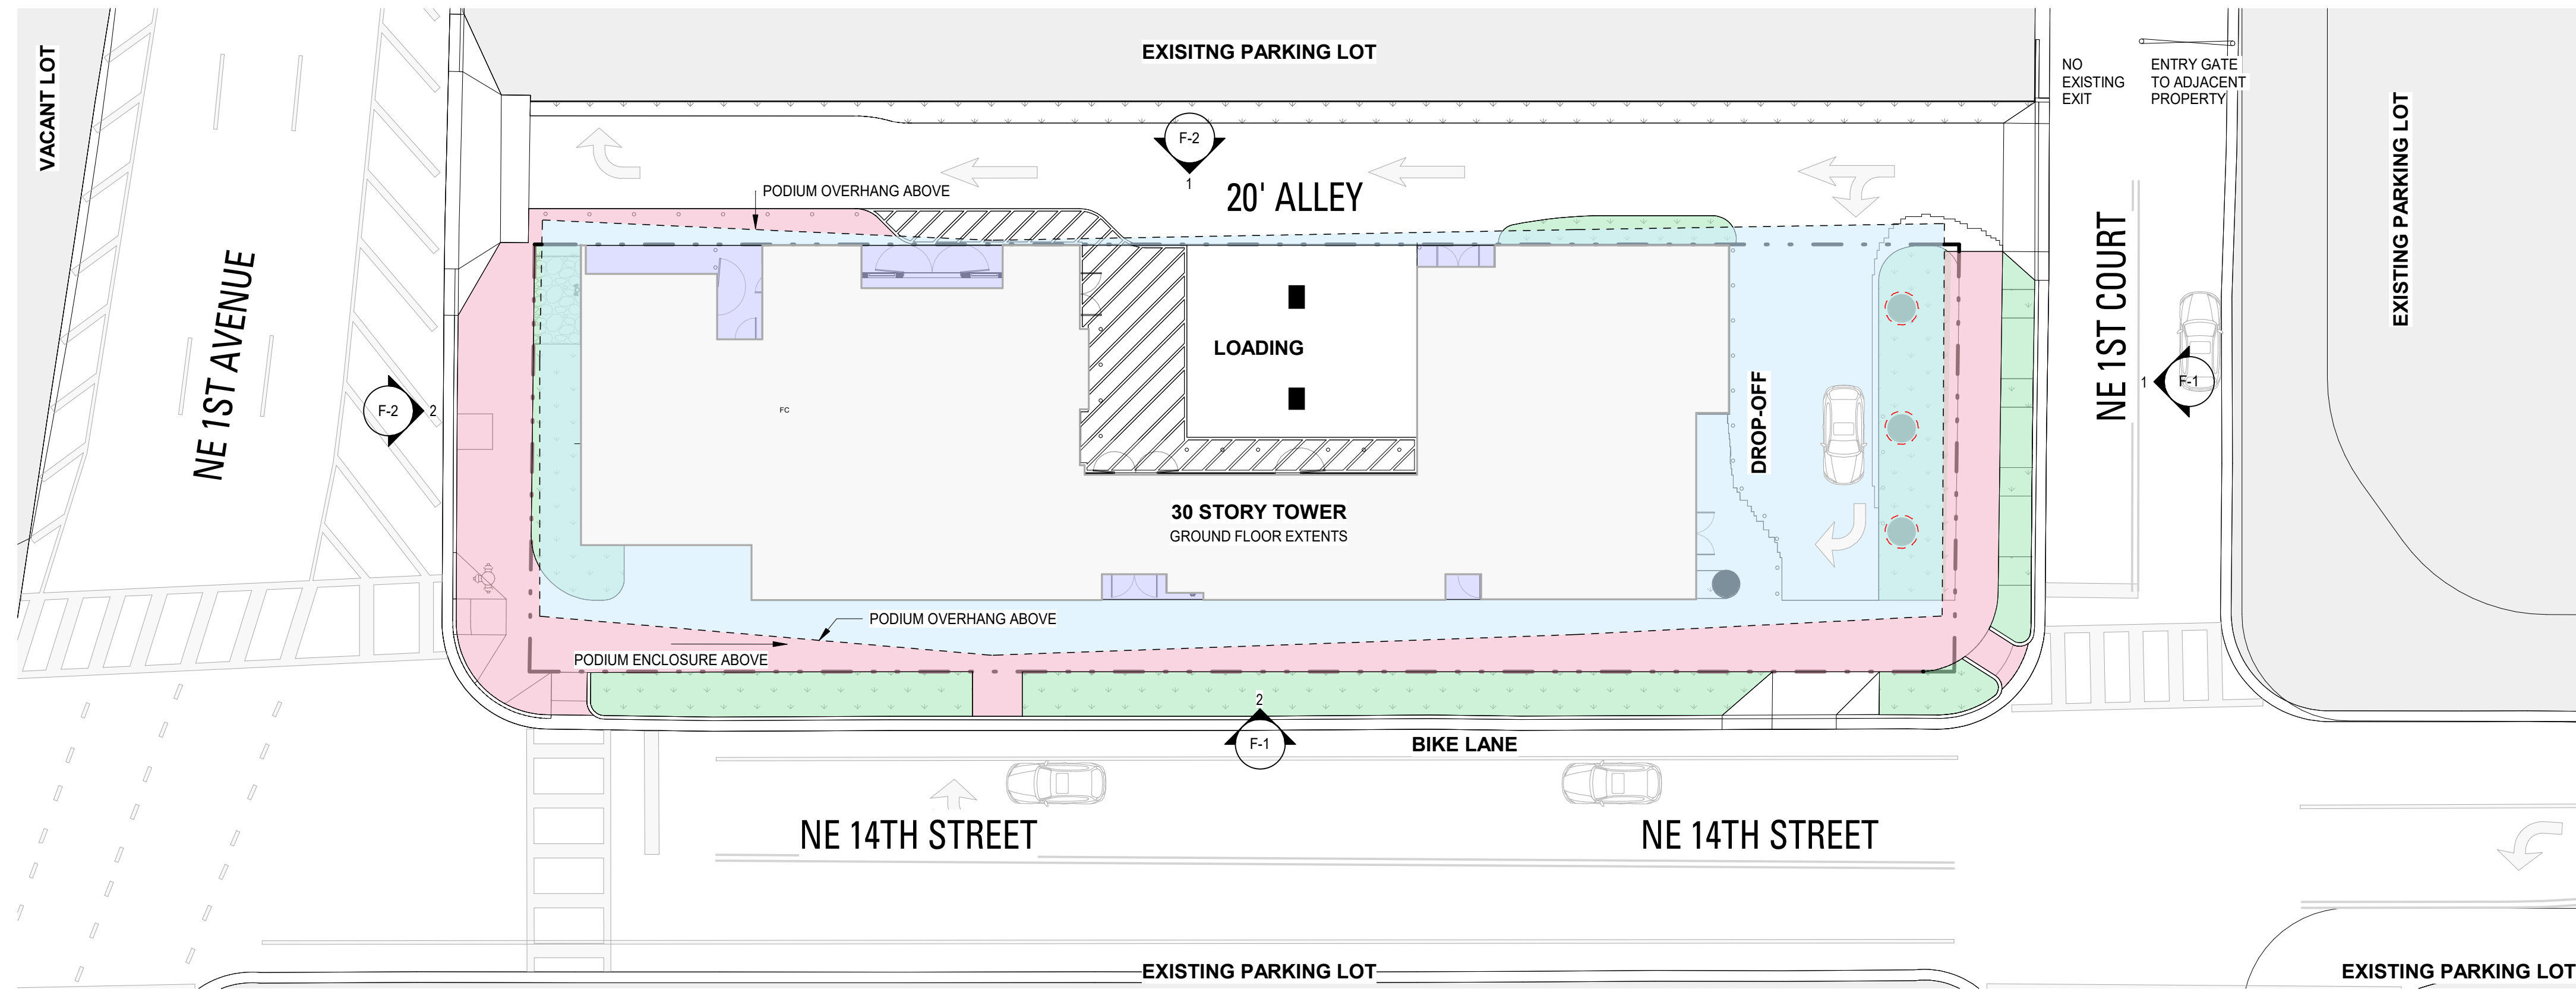 VACANT LOT
EXISITNG PARKING LOT
NO
EXISTING
EXIT
ENTRY GATE
TO ADJACENT
PROPERTY
EXISTING PARKING LOT
F-2
1
20' ALLEY
PODIUM OVERHANG ABOVE
NE 1ST AVENUE
NE 1ST COURT
LOADING
DROP-OFF
F-2
2
1
F-1
FC
30 STORY TOWER
GROUND FLOOR EXTENTS
PODIUM OVERHANG ABOVE
PODIUM ENCLOSURE ABOVE
2
F-1
BIKE LANE
NE 14TH STREET
NE 14TH STREET
EXISTING PARKING LOT
EXISTING PARKING LOT